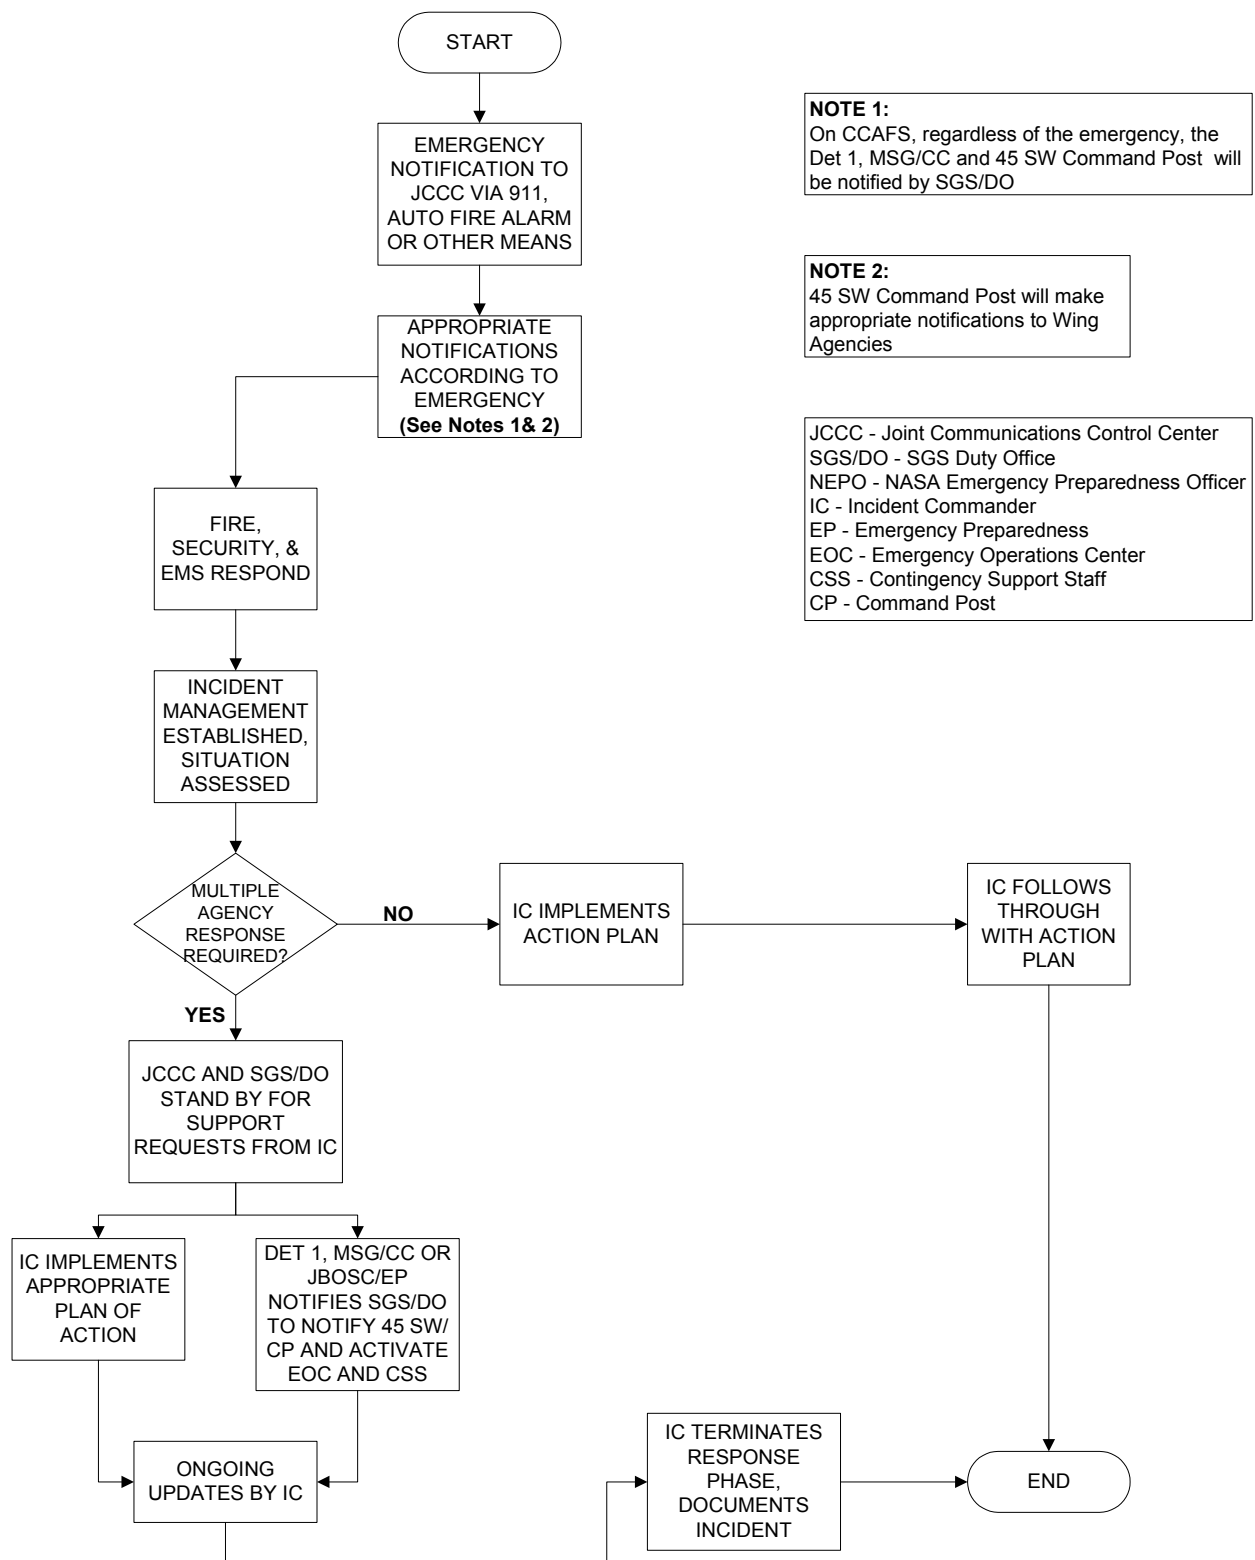 START
EMERGENCY
NOTIFICATION TO
JCCC VIA 911,
AUTO FIRE ALARM
OR OTHER MEANS
APPROPRIATE
NOTIFICATIONS
ACCORDING TO
EMERGENCY
(See Notes 1& 2)
NOTE 1:
On CCAFS, regardless of the emergency, the
Det 1, MSG/CC and 45 SW Command Post will
be notified by SGS/DO
NOTE 2:
45 SW Command Post will make
appropriate notifications to Wing
Agencies
JCCC - Joint Communications Control Center
SGS/DO - SGS Duty Office
NEPO - NASA Emergency Preparedness Officer
IC - Incident Commander
EP - Emergency Preparedness
EOC - Emergency Operations Center
CSS - Contingency Support Staff
CP - Command Post
FIRE,
SECURITY, &
EMS RESPOND
INCIDENT
MANAGEMENT
ESTABLISHED,
SITUATION
ASSESSED
MULTIPLE
AGENCY
RESPONSE
REQUIRED?
NO
IC IMPLEMENTS
ACTION PLAN
IC FOLLOWS
THROUGH
WITH ACTION
PLAN
YES
JCCC AND SGS/DO
STAND BY FOR
SUPPORT
REQUESTS FROM IC
IC IMPLEMENTS
APPROPRIATE
PLAN OF
ACTION
DET 1, MSG/CC OR
JBOSC/EP
NOTIFIES SGS/DO
TO NOTIFY 45 SW/
CP AND ACTIVATE
EOC AND CSS
ONGOING
UPDATES BY IC
IC TERMINATES
RESPONSE
PHASE,
DOCUMENTS
INCIDENT
END